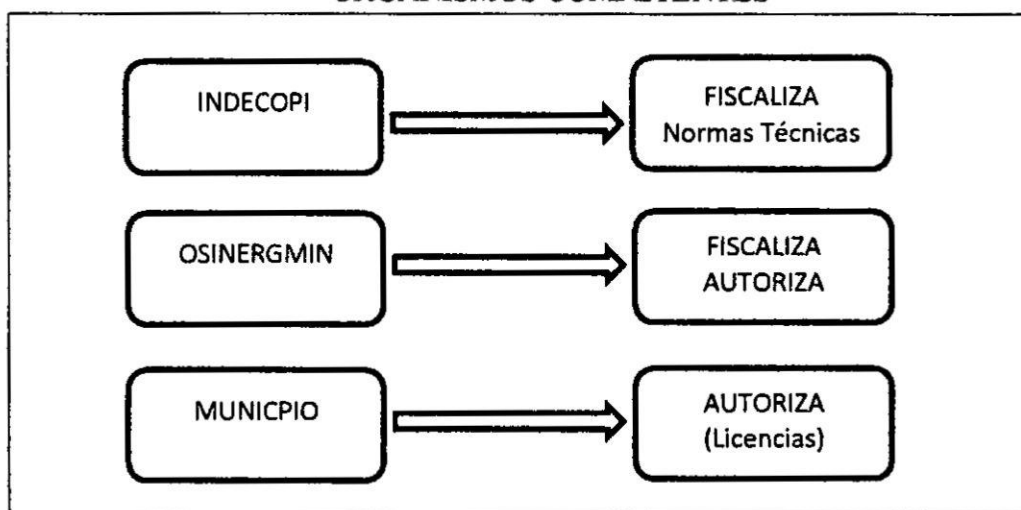 INDECOPI
FISCALIZA
Normas Técnicas
OSINERGMIN
FISCALIZA
AUTORIZA
MUNICPIO
AUTORIZA
(Licencias)